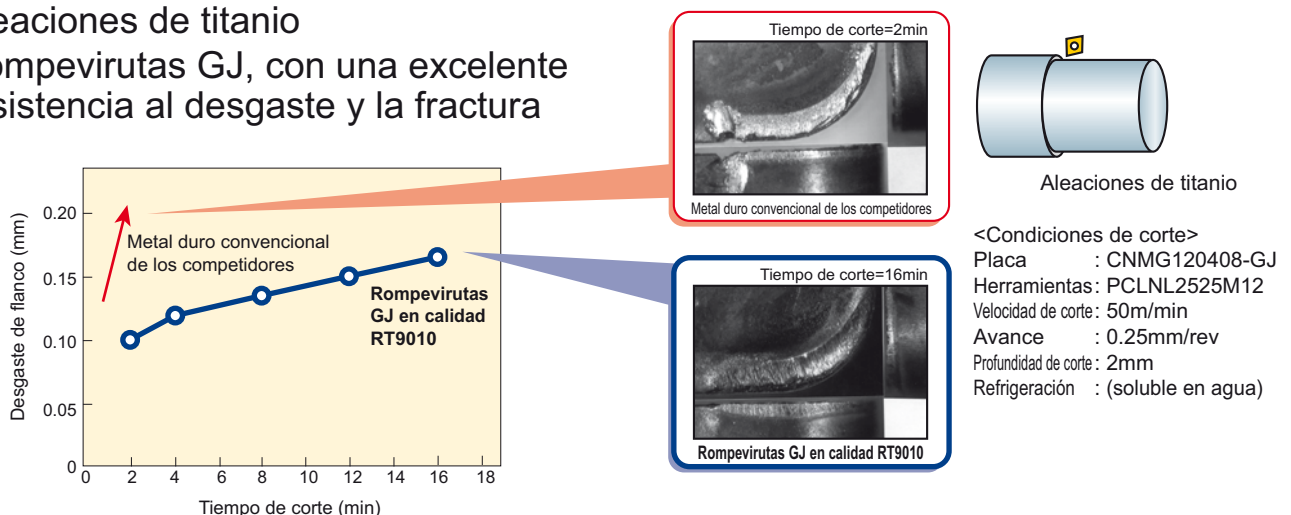 eaciones de titanio
ompevirutas GJ, con una excelente
sistencia al desgaste y la fractura
Desgaste de flanco (mm)
0.20
0.15
0.10
0.05
0
0 2 4 6 8 10 12 14 16 18
Tiempo de corte (min)
Metal duro convencional
de los competidores
Rompevirutas
GJ en calidad
RT9010
Tiempo de corte=2min
Metal duro convencional de los competidores
Tiempo de corte=16min
Rompevirutas GJ en calidad RT9010
Aleaciones de titanio
<Condiciones de corte>
Placa : CNMG120408-GJ
Herramientas: PCLNL2525M12
Velocidad de corte: 50m/min
Avance : 0.25mm/rev
Profundidad de corte: 2mm
Refrigeración : (soluble en agua)